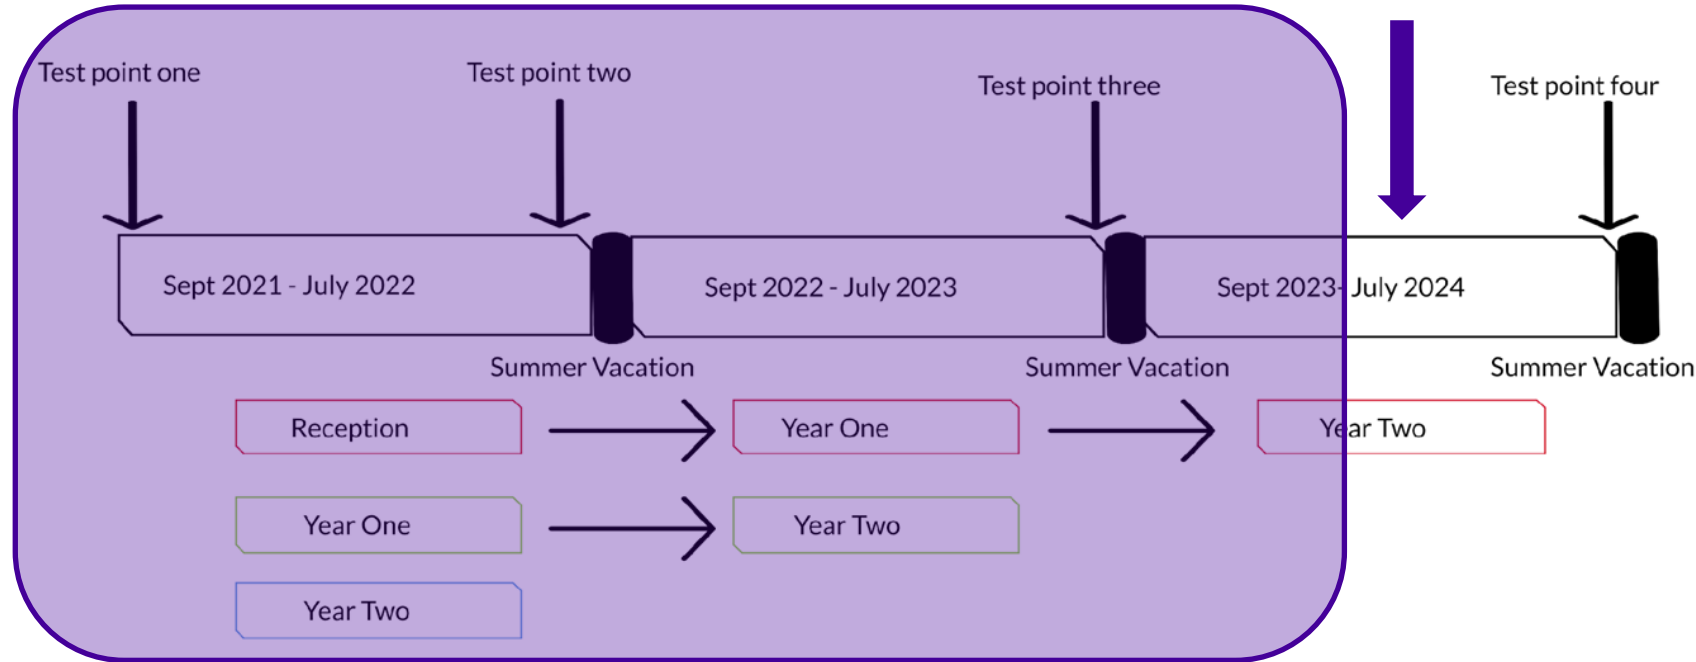 Test point one
Test point two
Test point three
Test point four
Sept 2021 - July 2022
Sept 2022 - July 2023
Sept 2023- July 2024
Summer Vacation
Summer Vacation
Summer Vacation
Reception
Year One
Year Two
Year One
Year Two
Year Two